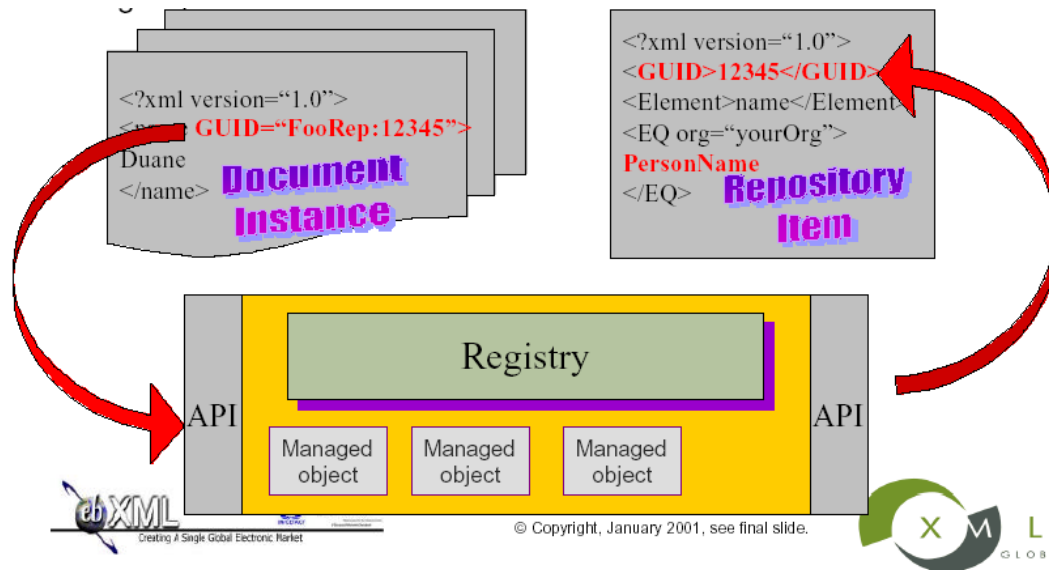 <?xml version=“1.0”>
GUID=“FooRep:12345”>
Duane
</name>
Document
Instance
<?xml version=“1.0”>
<GUID>12345</GUID>
<Element>name</Element
<EQ org=“yourOrg”>
PersonName
</EQ>
Repository
Item
API
Registry
API
Managed
object
Managed
object
Managed
object
ebXML
Creating A Single Global Electronic Market
© Copyright, January 2001, see final slide.
X M L
GLOB